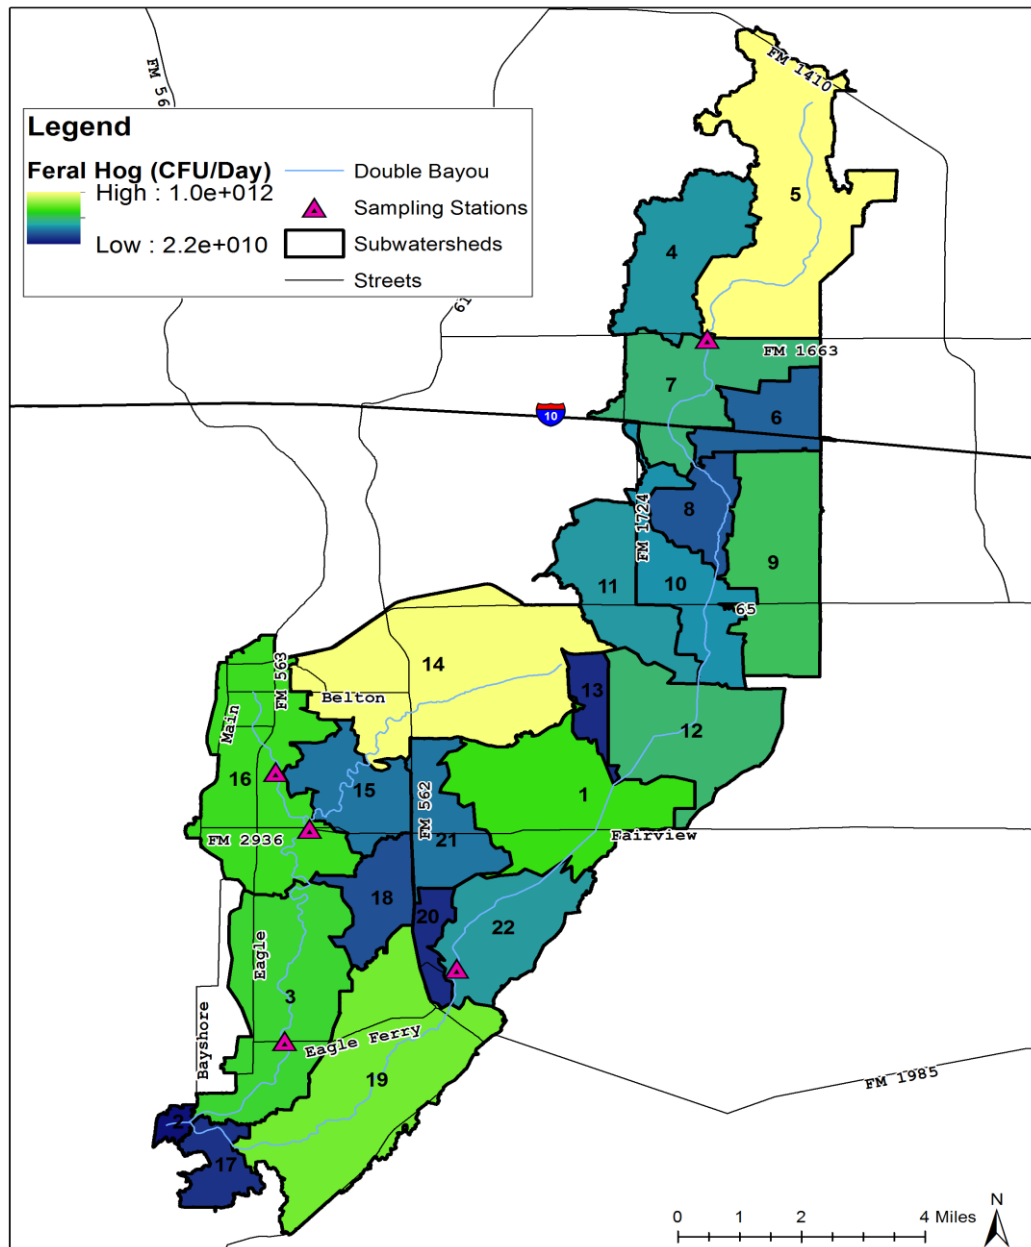 FM 1410
FM 56
Legend
Feral Hog (CFU/Day)
High : 1.0e+012
Low : 2.2e+010
Double Bayou
Sampling Stations
Subwatersheds
Streets
61
5
4
FM 1663
7
10
6
8
FM 1724
9
11
10
65
14
13
FM 563
Belton
Main
12
16
15
1
FM 562
FM 2936
21
Fairview
18
20
22
Eagle
3
Bayshore
Eagle Ferry
19
FM 1985
2
17
N
0 1 2 4 Miles